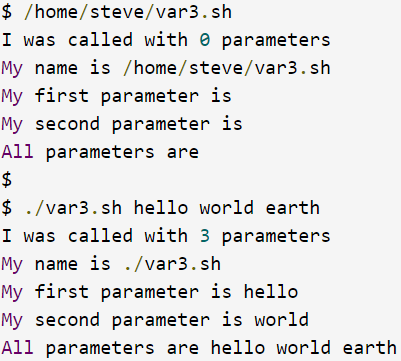 $ /home/steve/var3.sh
I was called with 0 parameters
My name is /home/steve/var3.sh
My first parameter is
My second parameter is
All parameters are
$
$ ./var3.sh hello world earth
I was called with 3 parameters
My name is ./var3.sh
My first parameter is hello
My second parameter is world
All parameters are hello world earth